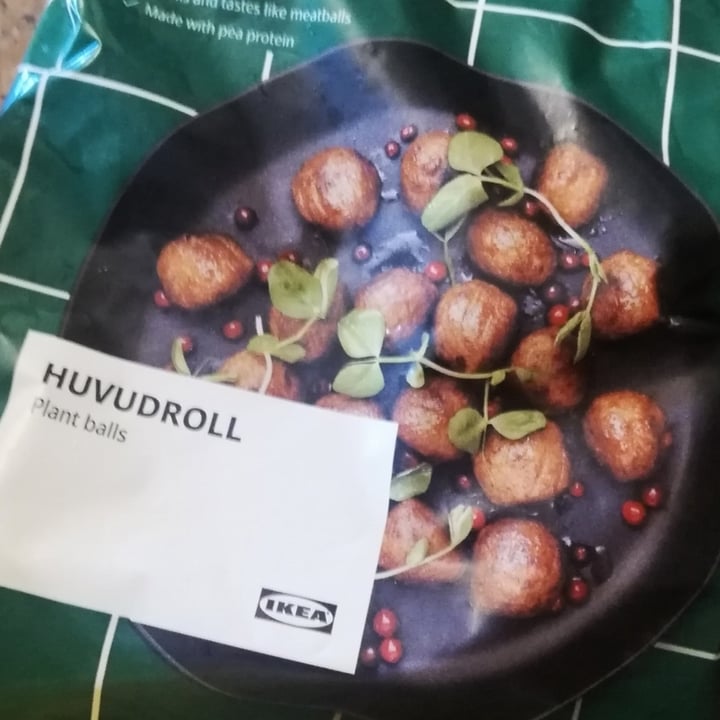 and tastes like meatballs
Made with pea protein
HUVUDROLL
Plant balls
IKEA